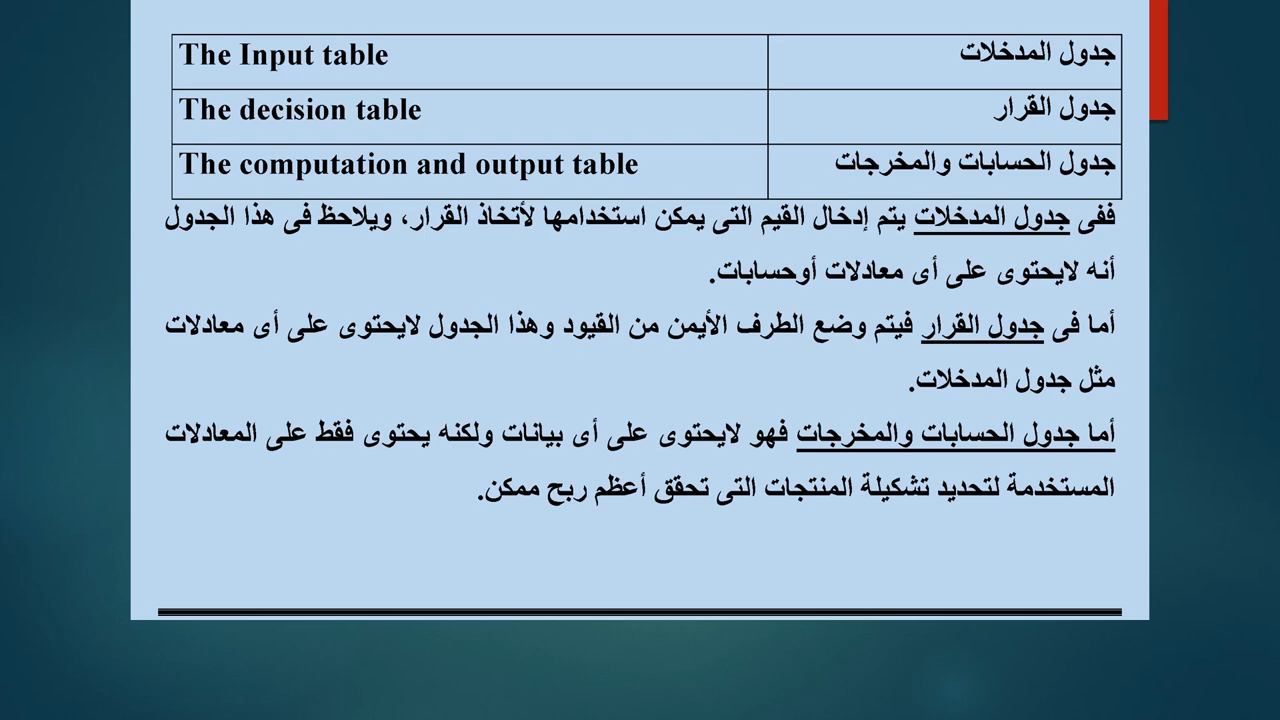 The Input table جدول المدخلات
The decision table جدول القرار
The computation and output table جدول الحسابات والمخرجات
ففى جدول المدخلات يتم إدخال القيم التى يمكن استخدامها لأتخاذ القرار، ويلاحظ فى هذا الجدول
أنه لايحتوى على أى معادلات أوحسابات.
أما فى جدول القرار فيتم وضع الطرف الأيمن من القيود وهذا الجدول لايحتوى على أى معادلات
مثل جدول المدخلات.
أما جدول الحسابات والمخرجات فهو لايحتوى على أى بيانات ولكنه يحتوى فقط على المعادلات
المستخدمة لتحديد تشكيلة المنتجات التى تحقق أعظم ربح ممكن.